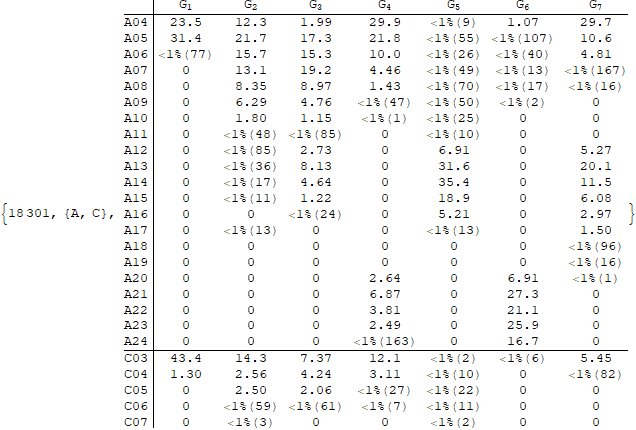 G1 G2 G3 G4 G5 G6 G7
A04 23.5 12.3 1.99 29.9 <1%(9) 1.07 29.7
A05 31.4 21.7 17.3 21.8 <1%(55) <1%(107) 10.6
A06 <1%(77) 15.7 15.3 10.0 <1%(26) <1%(40) 4.81
A07 0 13.1 19.2 4.46 <1%(49) <1%(13) <1%(167)
A08 0 8.35 8.97 1.43 <1%(70) <1%(17) <1%(16)
A09 0 6.29 4.76 <1%(47) <1%(50) <1%(2) 0
A10 0 1.80 1.15 <1%(1) <1%(25) 0 0
A11 0 <1%(48) <1%(85) 0 <1%(10) 0 0
A12 0 <1%(85) 2.73 0 6.91 0 5.27
A13 0 <1%(36) 8.13 0 31.6 0 20.1
A14 0 <1%(17) 4.64 0 35.4 0 11.5
A15 0 <1%(11) 1.22 0 18.9 0 6.08
{18301, {A, C}, A16 0 0 <1%(24) 0 5.21 0 2.97 }
A17 0 <1%(13) 0 0 <1%(13) 0 1.50
A18 0 0 0 0 0 0 <1%(96)
A19 0 0 0 0 0 0 <1%(16)
A20 0 0 0 2.64 0 6.91 <1%(1)
A21 0 0 0 6.87 0 27.3 0
A22 0 0 0 3.81 0 21.1 0
A23 0 0 0 2.49 0 25.9 0
A24 0 0 0 <1%(163) 0 16.7 0
C03 43.4 14.3 7.37 12.1 <1%(2) <1%(6) 5.45
C04 1.30 2.56 4.24 3.11 <1%(10) 0 <1%(82)
C05 0 2.50 2.06 <1%(27) <1%(22) 0 0
C06 0 <1%(59) <1%(61) <1%(7) <1%(11) 0 0
C07 0 <1%(3) 0 0 <1%(2) 0 0